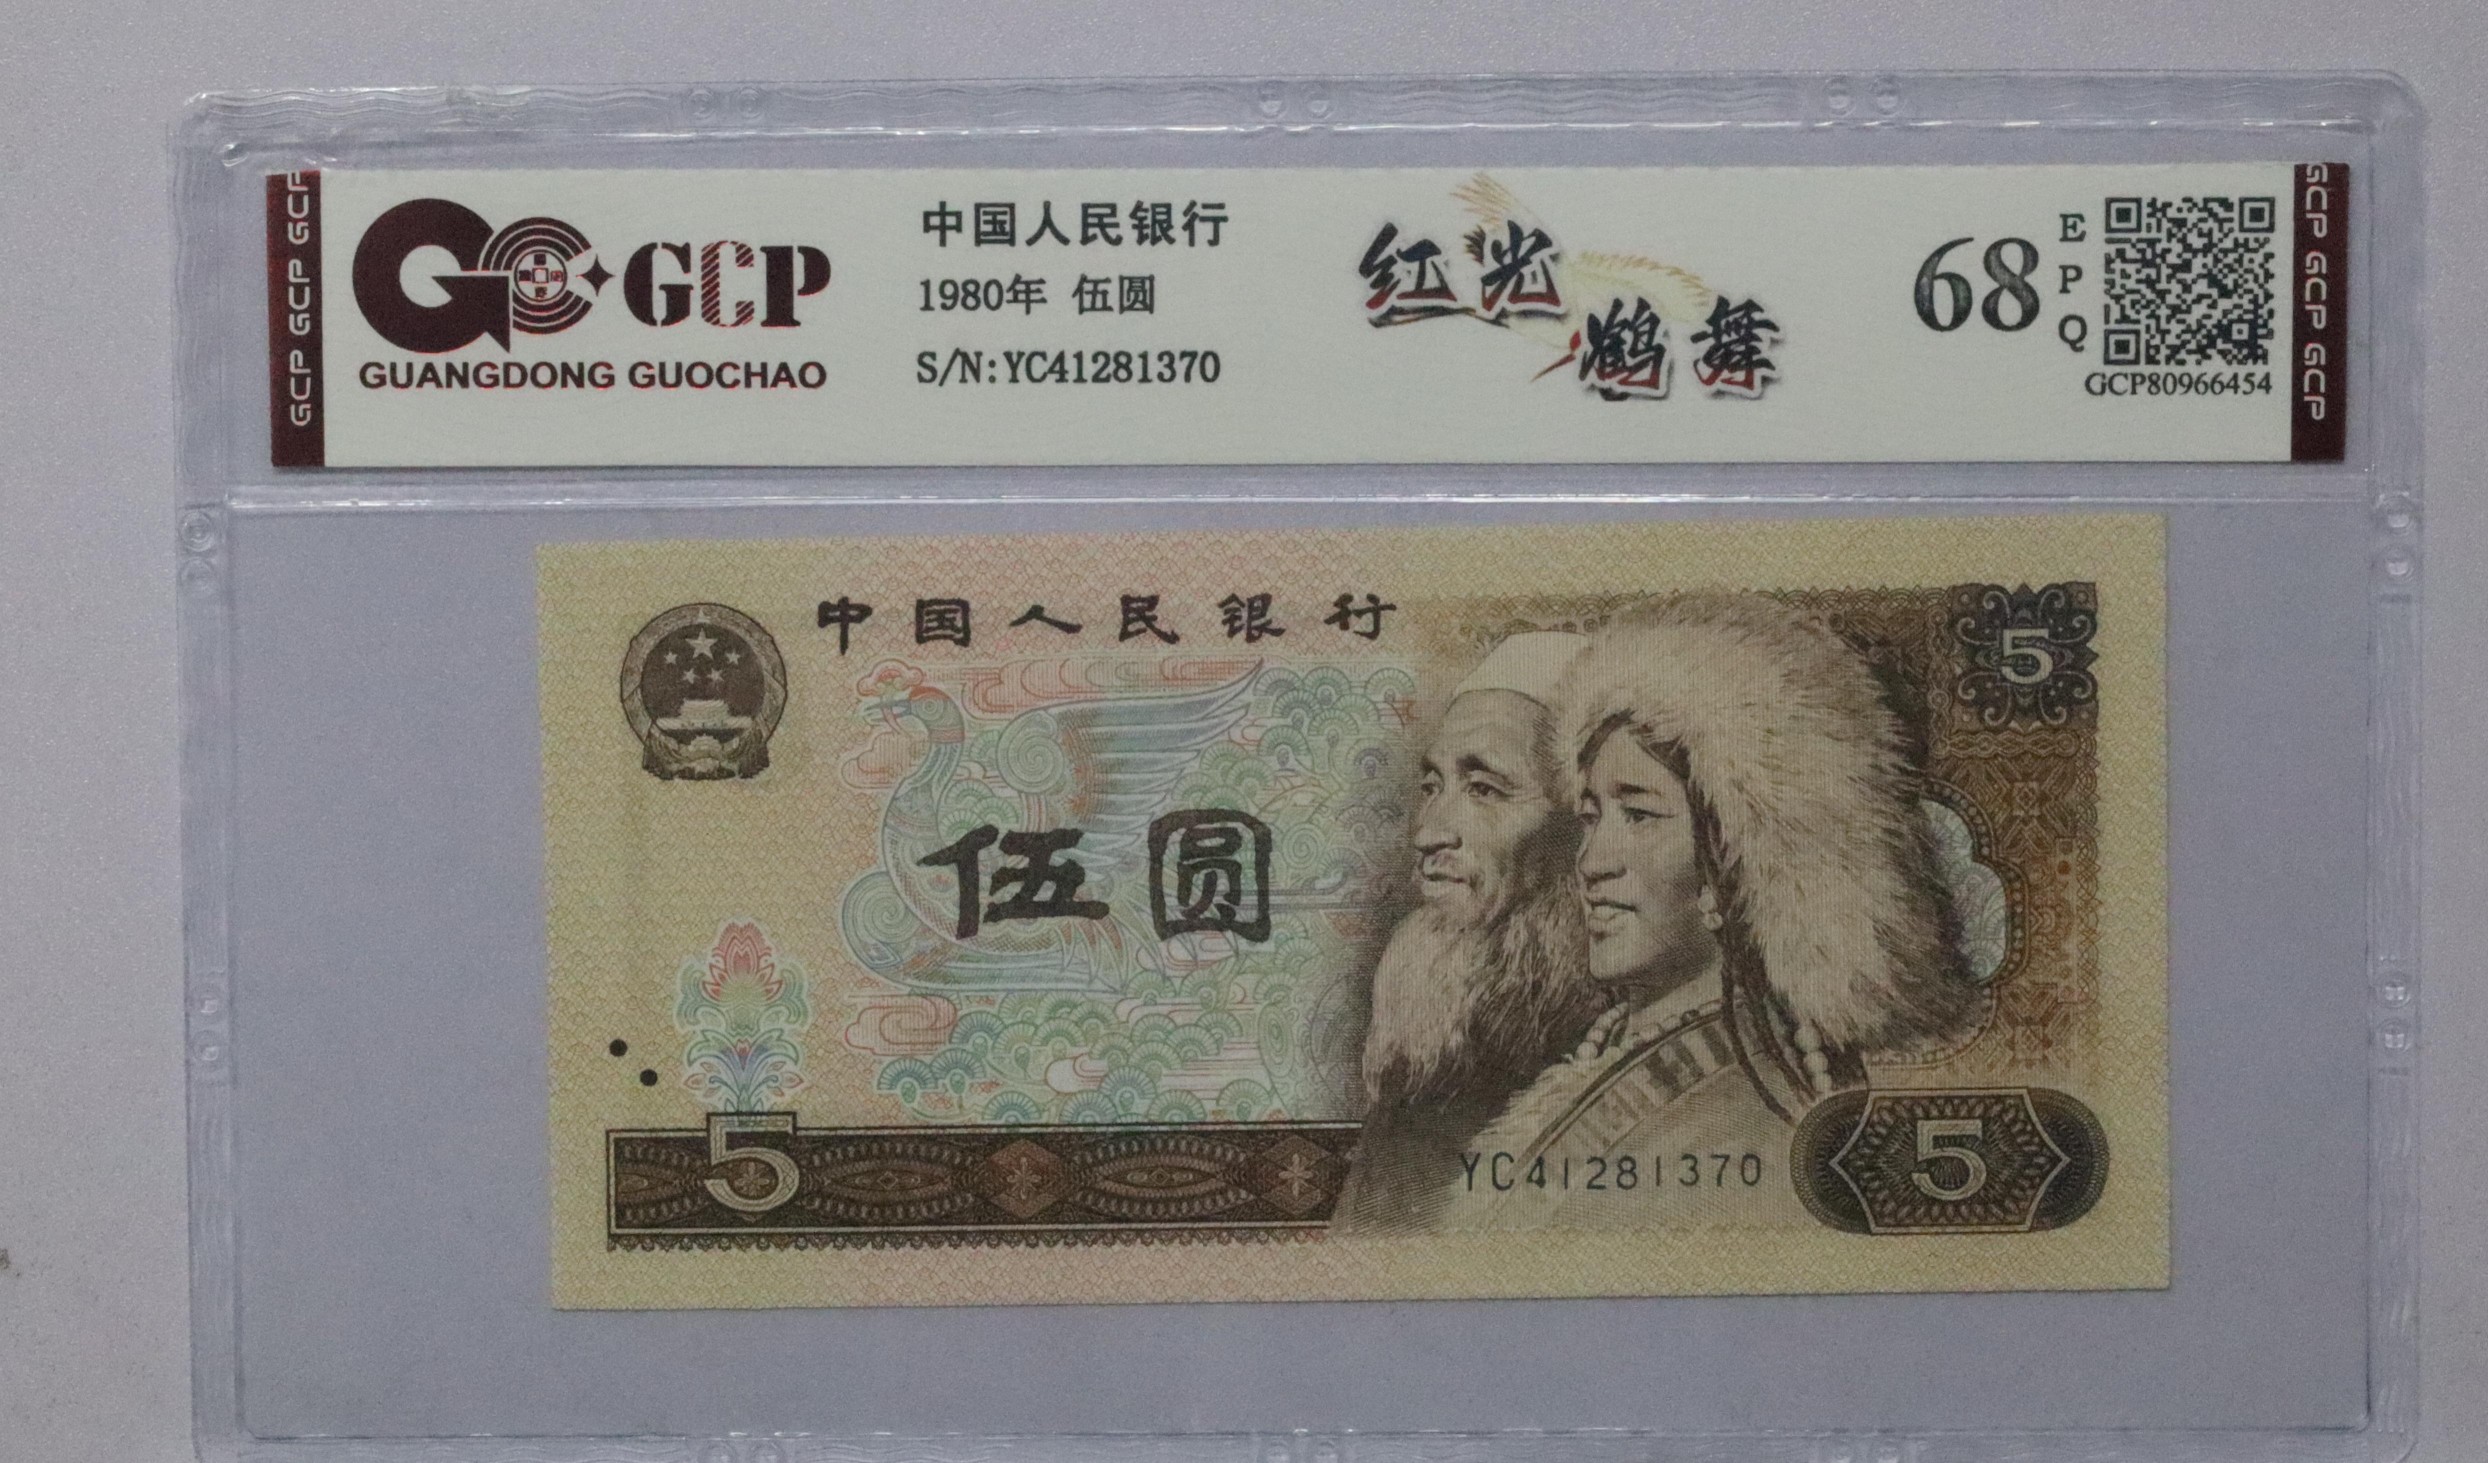 GCP GCP GCP
GCP
GUANGDONG GUOCHAO
中国人民银行
1980年 伍圆
S/N:YC41281370
红光
鹤舞
68
E
P
Q
GCP80966454
GCP GCP GCP
中国人民银行
5
伍圆
5
YC41281370
5